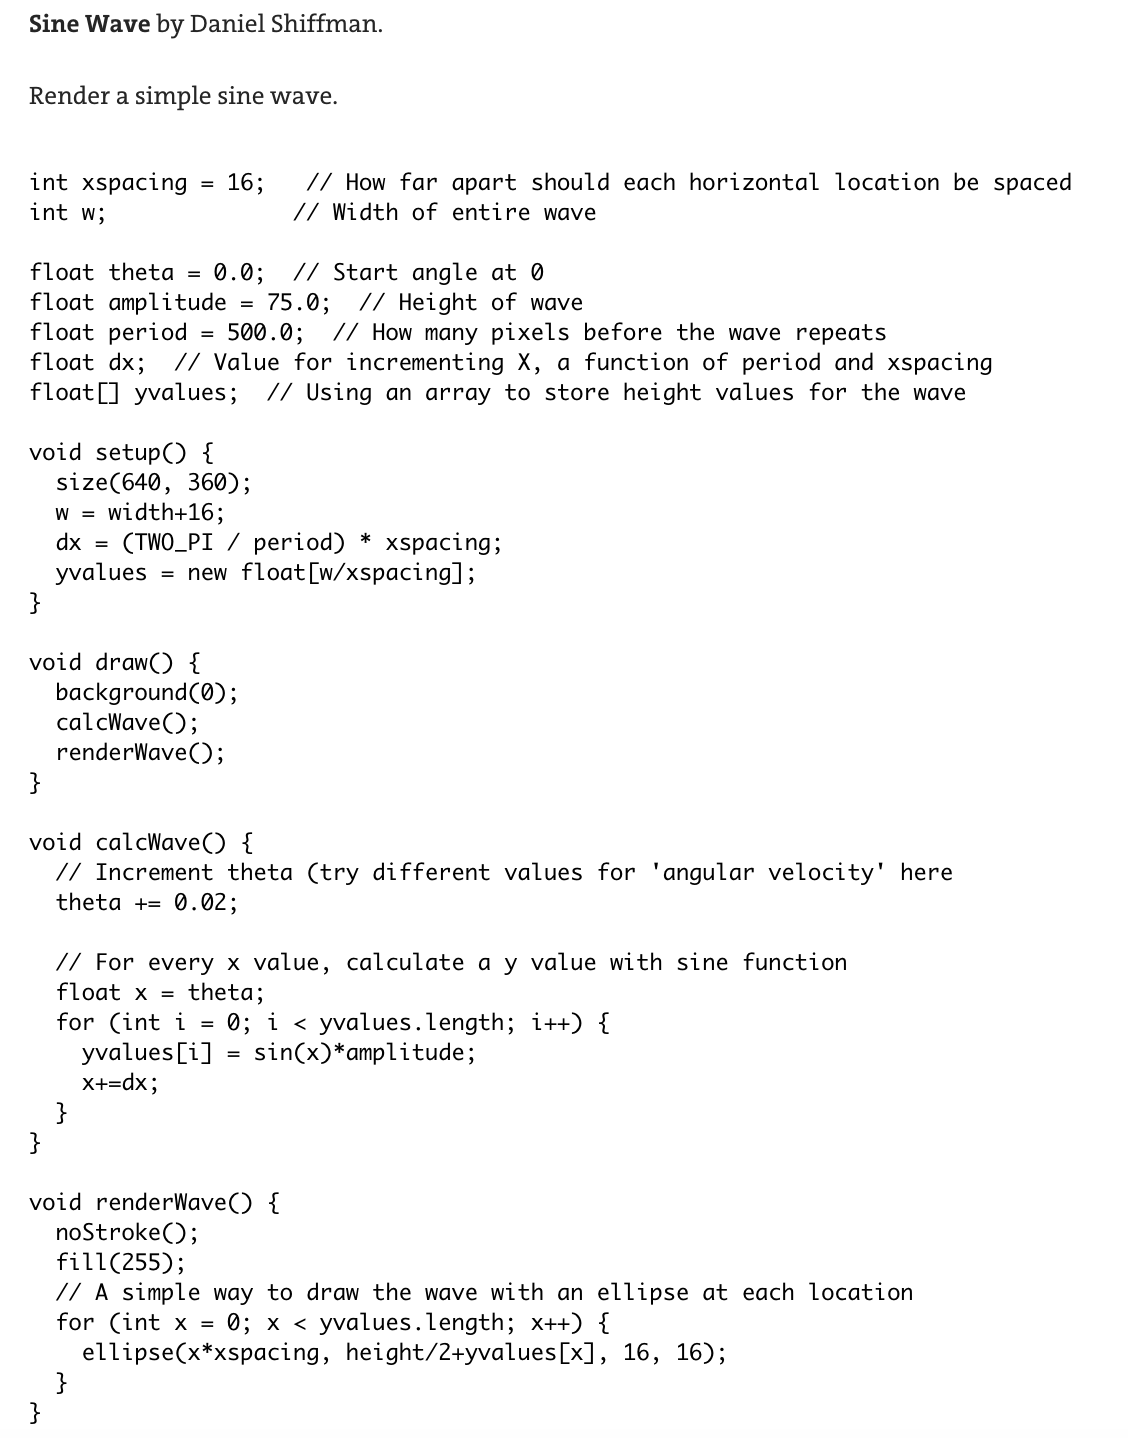 Sine Wave by Daniel Shiffman.
Render a simple sine wave.
int xspacing = 16;   // How far apart should each horizontal location be spaced
int w;              // Width of entire wave
float theta = 0.0;  // Start angle at 0
float amplitude = 75.0;  // Height of wave
float period = 500.0;  // How many pixels before the wave repeats
float dx;  // Value for incrementing X, a function of period and xspacing
float[] yvalues;  // Using an array to store height values for the wave
void setup() {
  size(640, 360);
  w = width+16;
  dx = (TWO_PI / period) * xspacing;
  yvalues = new float[w/xspacing];
}
void draw() {
  background(0);
  calcWave();
  renderWave();
}
void calcWave() {
  // Increment theta (try different values for 'angular velocity' here
  theta += 0.02;
  // For every x value, calculate a y value with sine function
  float x = theta;
  for (int i = 0; i < yvalues.length; i++) {
    yvalues[i] = sin(x)*amplitude;
    x+=dx;
  }
}
void renderWave() {
  noStroke();
  fill(255);
  // A simple way to draw the wave with an ellipse at each location
  for (int x = 0; x < yvalues.length; x++) {
    ellipse(x*xspacing, height/2+yvalues[x], 16, 16);
  }
}